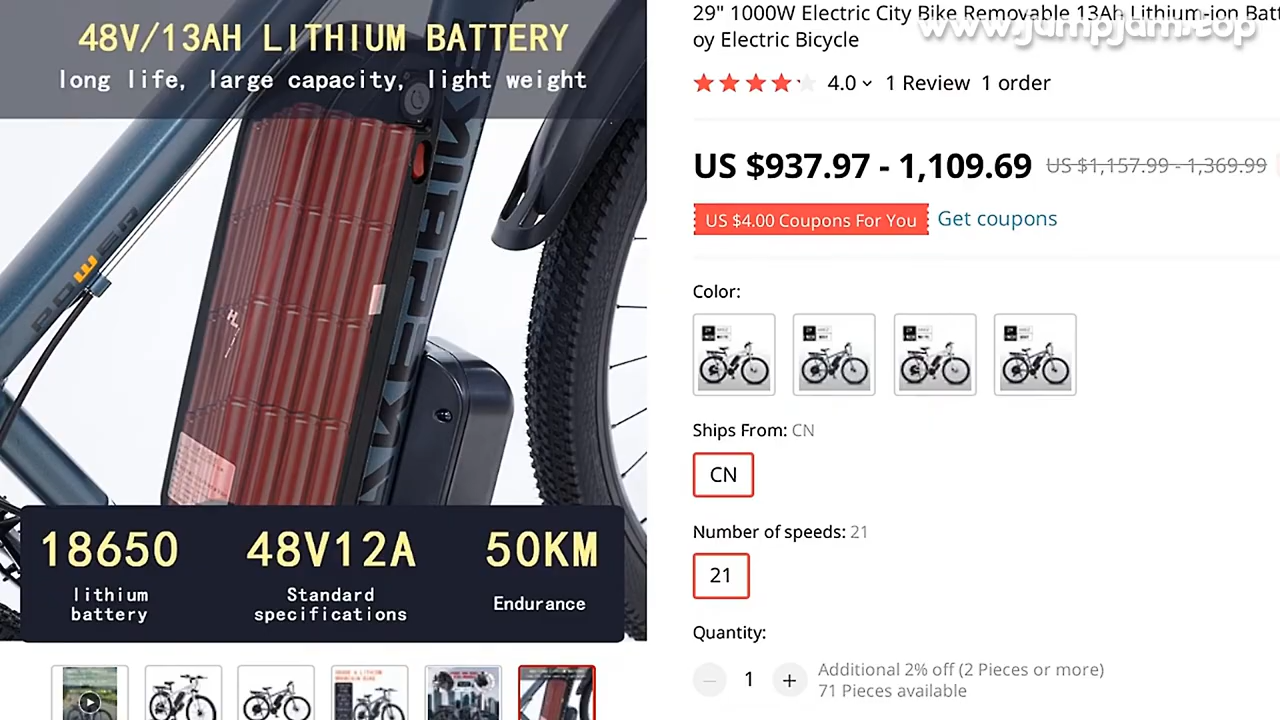 48V/13AH LITHIUM BATTERY
long life, large capacity, light weight
POWER
18650
lithium
battery
48V12A
Standard
specifications
50KM
Endurance
www.jumpjam.top
29" 1000W Electric City Bike Removable 13Ah Lithium-ion Batt
oy Electric Bicycle
4.0 1 Review 1 order
US $937.97 - 1,109.69 US $1,157.99 - 1,369.99
US $4.00 Coupons For You Get coupons
Color:
Ships From: CN
CN
Number of speeds: 21
21
Quantity:
1
Additional 2% off (2 Pieces or more)
71 Pieces available